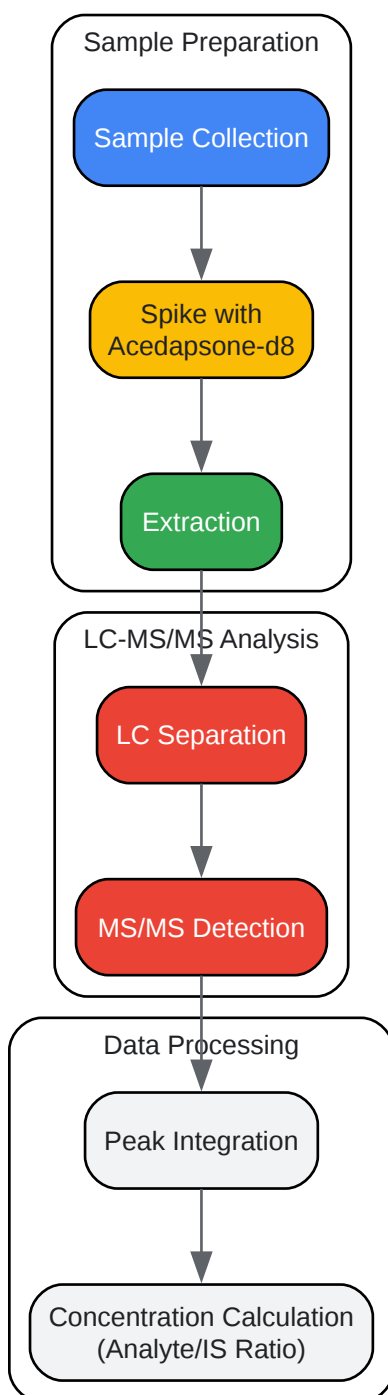 Sample Preparation
Sample Collection
Spike with
Acedapsone-d8
Extraction
LC-MS/MS Analysis
LC Separation
MS/MS Detection
Data Processing
Peak Integration
Concentration Calculation
(Analyte/IS Ratio)